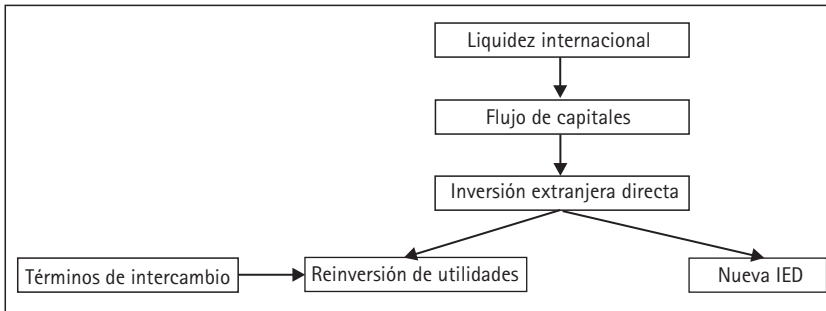 Liquidez internacional
Flujo de capitales
Inversión extranjera directa
Términos de intercambio
Reinversión de utilidades
Nueva IED